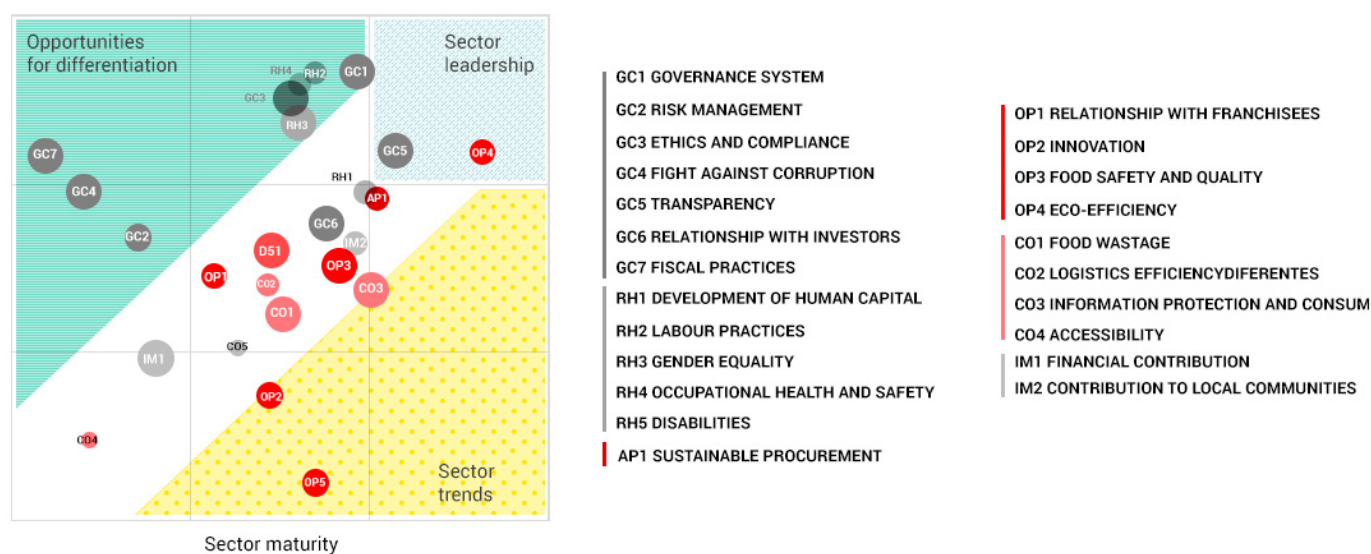 Opportunities
for differentiation
Sector
leadership
RH4
RH2
GC1
GC3
RH3
GC7
GC5
OP4
RH1
GC4
AP1
GC6
GC2
IM2
D51
OP3
OP1
CO2
CO3
CO1
CO5
IM1
OP2
CO4
OP5
Sector
trends
Sector maturity
GC1 GOVERNANCE SYSTEM
GC2 RISK MANAGEMENT
GC3 ETHICS AND COMPLIANCE
GC4 FIGHT AGAINST CORRUPTION
GC5 TRANSPARENCY
GC6 RELATIONSHIP WITH INVESTORS
GC7 FISCAL PRACTICES
RH1 DEVELOPMENT OF HUMAN CAPITAL
RH2 LABOUR PRACTICES
RH3 GENDER EQUALITY
RH4 OCCUPATIONAL HEALTH AND SAFETY
RH5 DISABILITIES
AP1 SUSTAINABLE PROCUREMENT
OP1 RELATIONSHIP WITH FRANCHISEES
OP2 INNOVATION
OP3 FOOD SAFETY AND QUALITY
OP4 ECO-EFFICIENCY
CO1 FOOD WASTAGE
CO2 LOGISTICS EFFICIENCYDIFERENTES
CO3 INFORMATION PROTECTION AND CONSUM
CO4 ACCESSIBILITY
IM1 FINANCIAL CONTRIBUTION
IM2 CONTRIBUTION TO LOCAL COMMUNITIES